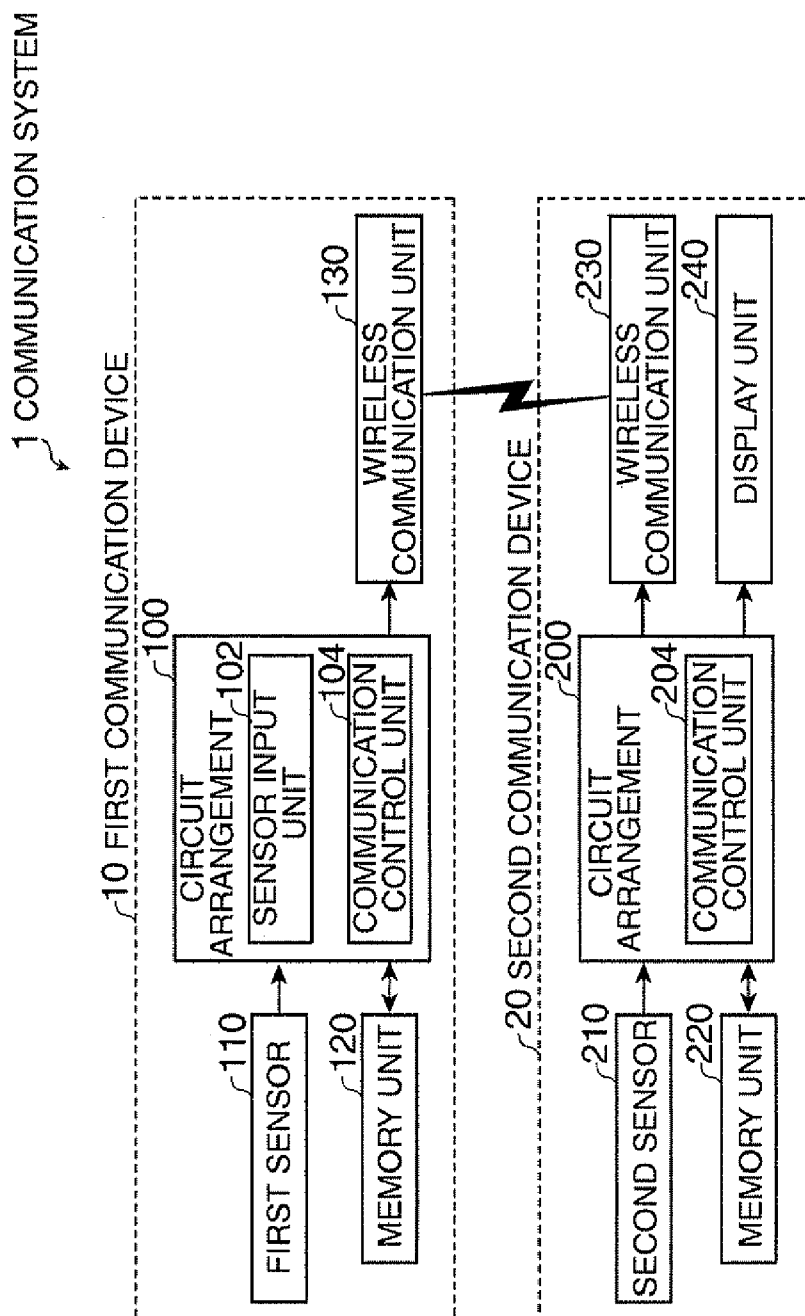 1 COMMUNICATION SYSTEM
10 FIRST COMMUNICATION DEVICE
100
CIRCUIT
ARRANGEMENT
102
SENSOR INPUT
UNIT
104
COMMUNICATION
CONTROL UNIT
110
FIRST SENSOR
120
MEMORY UNIT
130
WIRELESS
COMMUNICATION UNIT
20 SECOND COMMUNICATION DEVICE
200
CIRCUIT
ARRANGEMENT
204
COMMUNICATION
CONTROL UNIT
210
SECOND SENSOR
220
MEMORY UNIT
230
WIRELESS
COMMUNICATION UNIT
240
DISPLAY UNIT